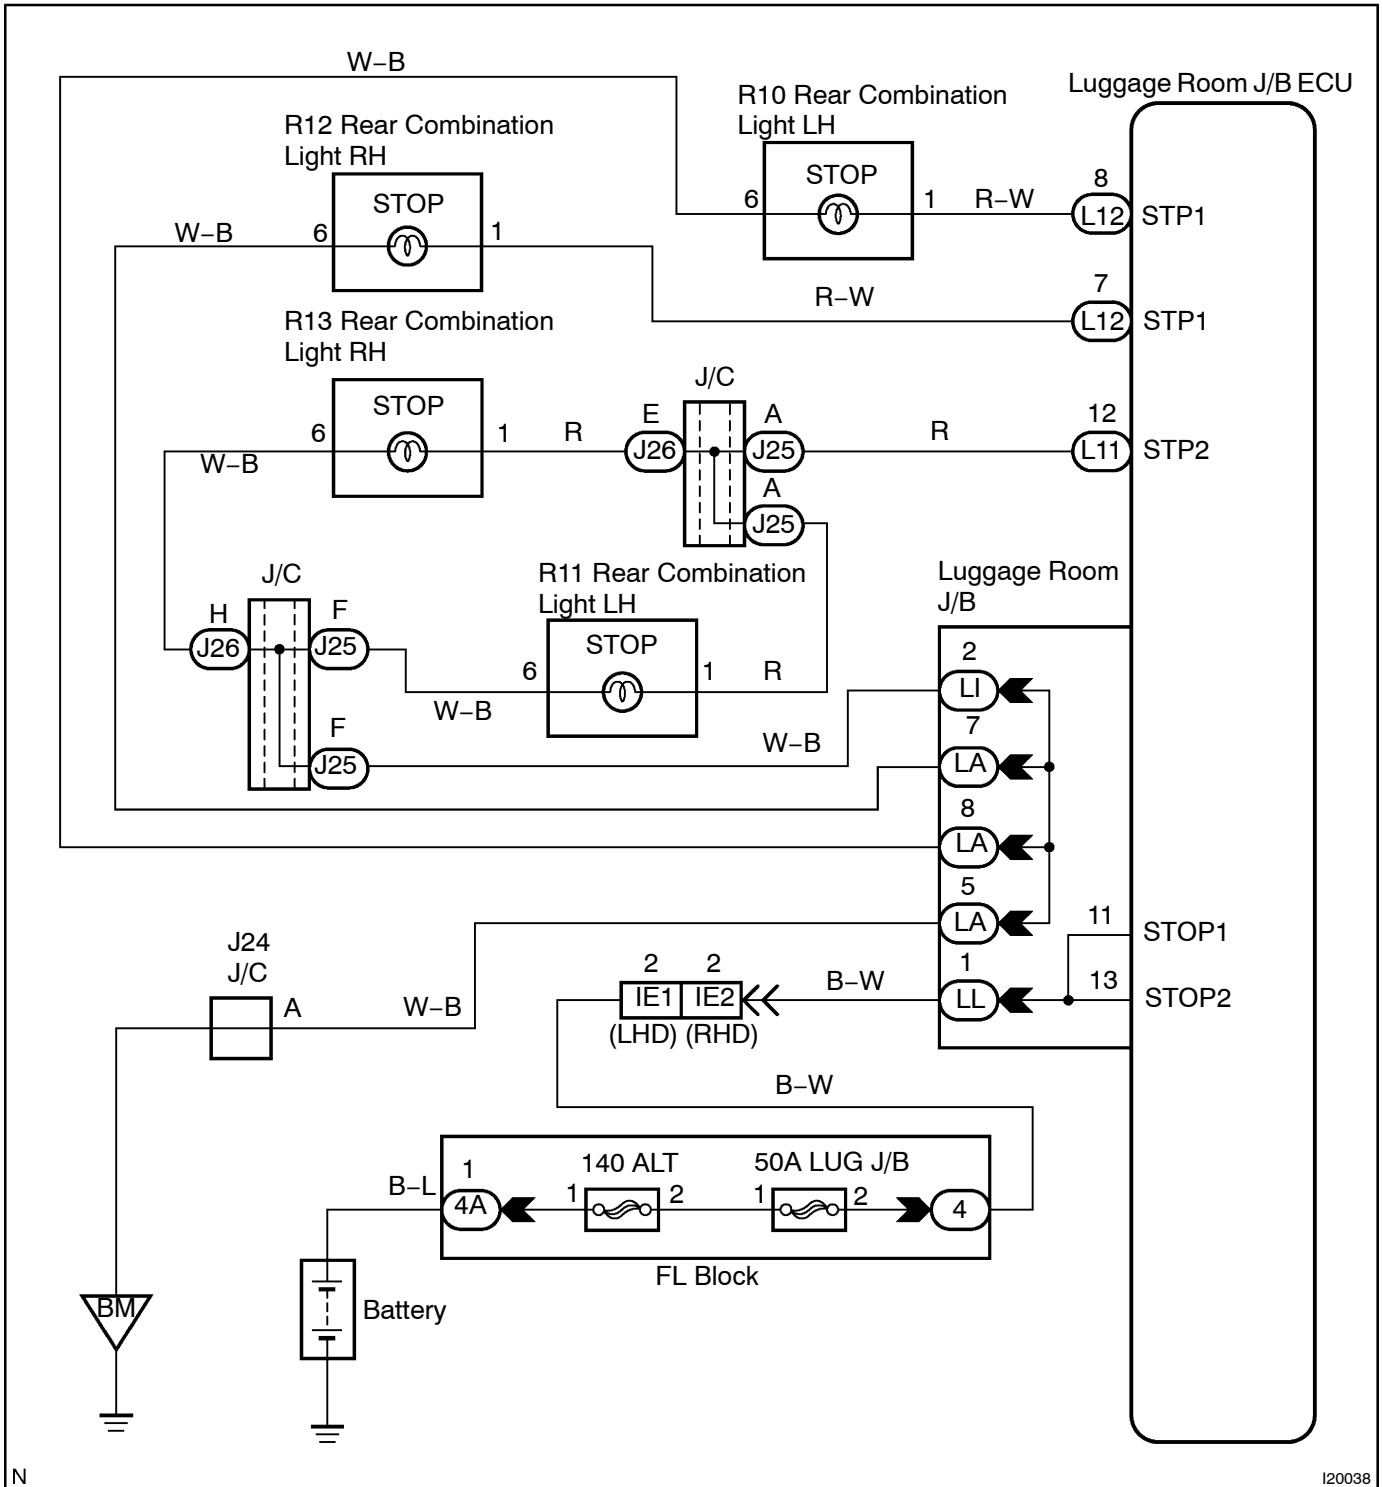 W–B
Luggage Room J/B ECU
R10 Rear Combination
Light LH
R12 Rear Combination
Light RH
STOP
6
1
R–W
8
L12
STP1
STOP
W–B
6
1
R–W
7
L12
STP1
R13 Rear Combination
Light RH
J/C
STOP
6
1
R
W–B
E
J26
A
J25
R
12
L11
STP2
A
J25
J/C
R11 Rear Combination
Light LH
Luggage Room
J/B
H
J26
F
J25
STOP
6
1
R
W–B
2
LI
F
J25
W–B
7
LA
8
LA
5
LA
11
STOP1
J24
J/C
A
W–B
2
2
IE1
IE2
(LHD)
(RHD)
B–W
1
LL
13
STOP2
B–W
140 ALT
50A LUG J/B
B–L
1
4A
1
2
1
2
4
FL Block
BM
Battery
N
I20038